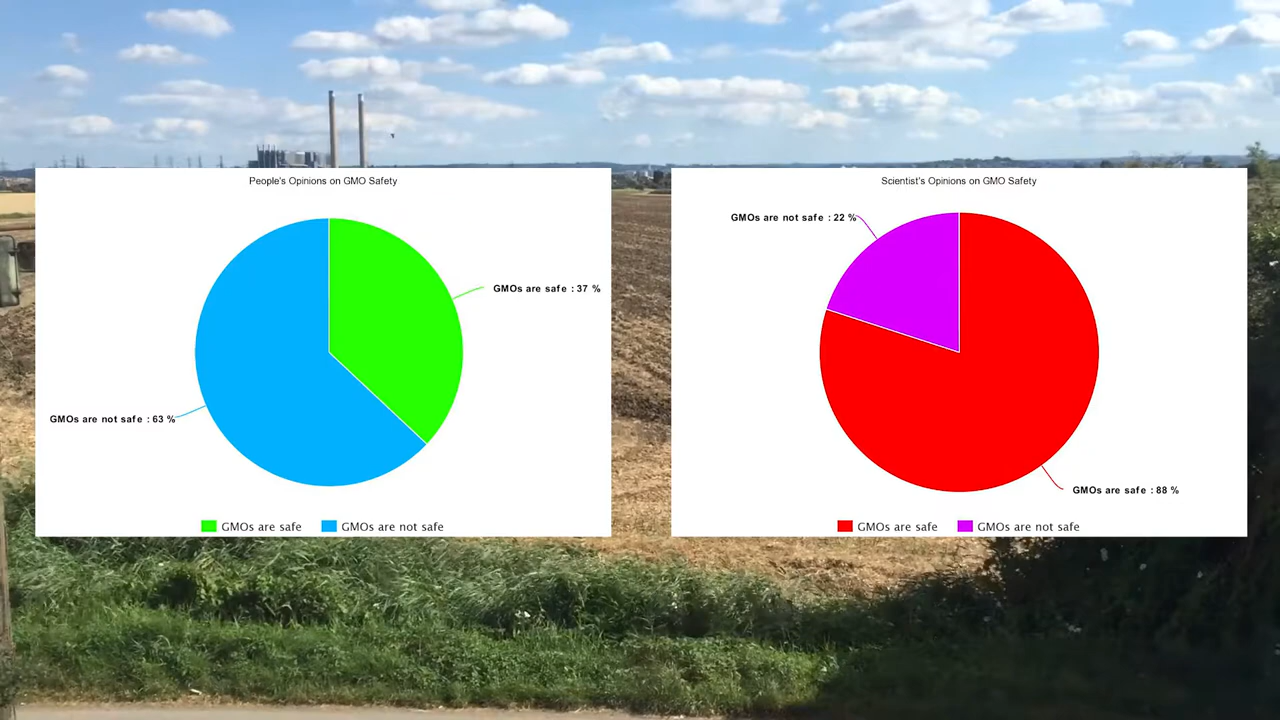 People's Opinions on GMO Safety
GMOs are safe : 37 %
GMOs are not safe : 63 %
GMOs are safe
GMOs are not safe
Scientist's Opinions on GMO Safety
GMOs are not safe : 22 %
GMOs are safe : 88 %
GMOs are safe
GMOs are not safe